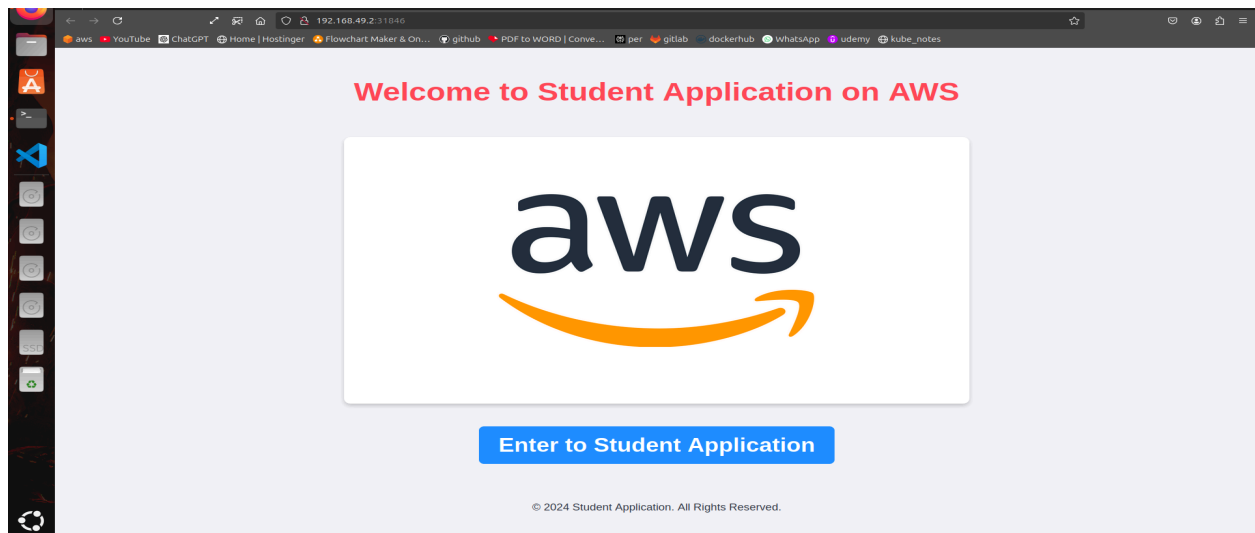 192.168.49.2:31846
aws YouTube ChatGPT Home | Hostinger Flowchart Maker & On... github PDF to WORD | Conve... per gitlab dockerhub WhatsApp udemy kube_notes
Welcome to Student Application on AWS
aws
Enter to Student Application
© 2024 Student Application. All Rights Reserved.
SSD